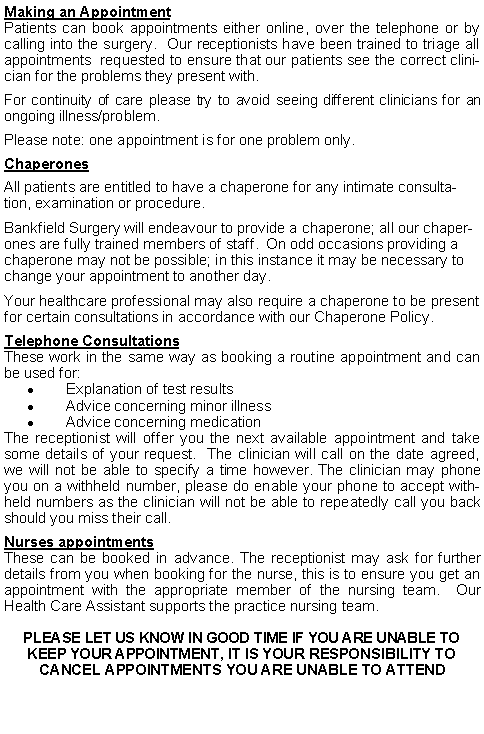 Making an Appointment
Patients can book appointments either online, over the telephone or by
calling into the surgery.  Our receptionists have been trained to triage all
appointments  requested to ensure that our patients see the correct clini-
cian for the problems they present with.
For continuity of care please try to avoid seeing different clinicians for an
ongoing illness/problem.
Please note: one appointment is for one problem only.
Chaperones
All patients are entitled to have a chaperone for any intimate consulta-
tion, examination or procedure.
Bankfield Surgery will endeavour to provide a chaperone; all our chaper-
ones are fully trained members of staff.  On odd occasions providing a
chaperone may not be possible; in this instance it may be necessary to
change your appointment to another day.
Your healthcare professional may also require a chaperone to be present
for certain consultations in accordance with our Chaperone Policy.
Telephone Consultations
These work in the same way as booking a routine appointment and can
be used for:
• Explanation of test results
• Advice concerning minor illness
• Advice concerning medication
The receptionist will offer you the next available appointment and take
some details of your request.  The clinician will call on the date agreed,
we will not be able to specify a time however. The clinician may phone
you on a withheld number, please do enable your phone to accept with-
held numbers as the clinician will not be able to repeatedly call you back
should you miss their call.
Nurses appointments
These can be booked in advance. The receptionist may ask for further
details from you when booking for the nurse, this is to ensure you get an
appointment with the appropriate member of the nursing team.  Our
Health Care Assistant supports the practice nursing team.
PLEASE LET US KNOW IN GOOD TIME IF YOU ARE UNABLE TO
KEEP YOUR APPOINTMENT, IT IS YOUR RESPONSIBILITY TO
CANCEL APPOINTMENTS YOU ARE UNABLE TO ATTEND